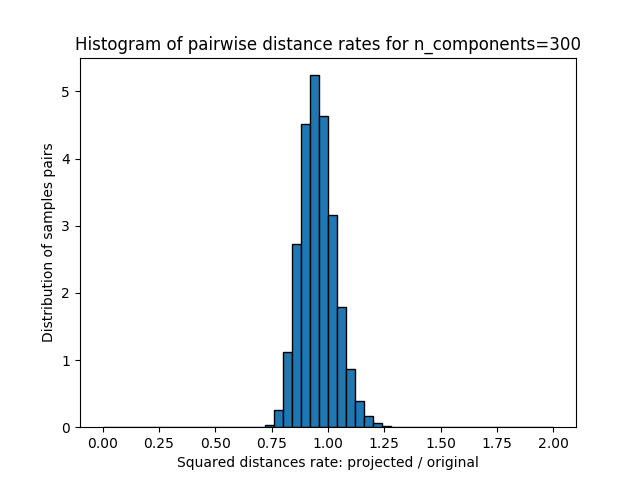 Histogram of pairwise distance rates for n_components=300
Distribution of samples pairs
5
4
3
2
1
0
0.00 0.25 0.50 0.75 1.00 1.25 1.50 1.75 2.00
Squared distances rate: projected / original